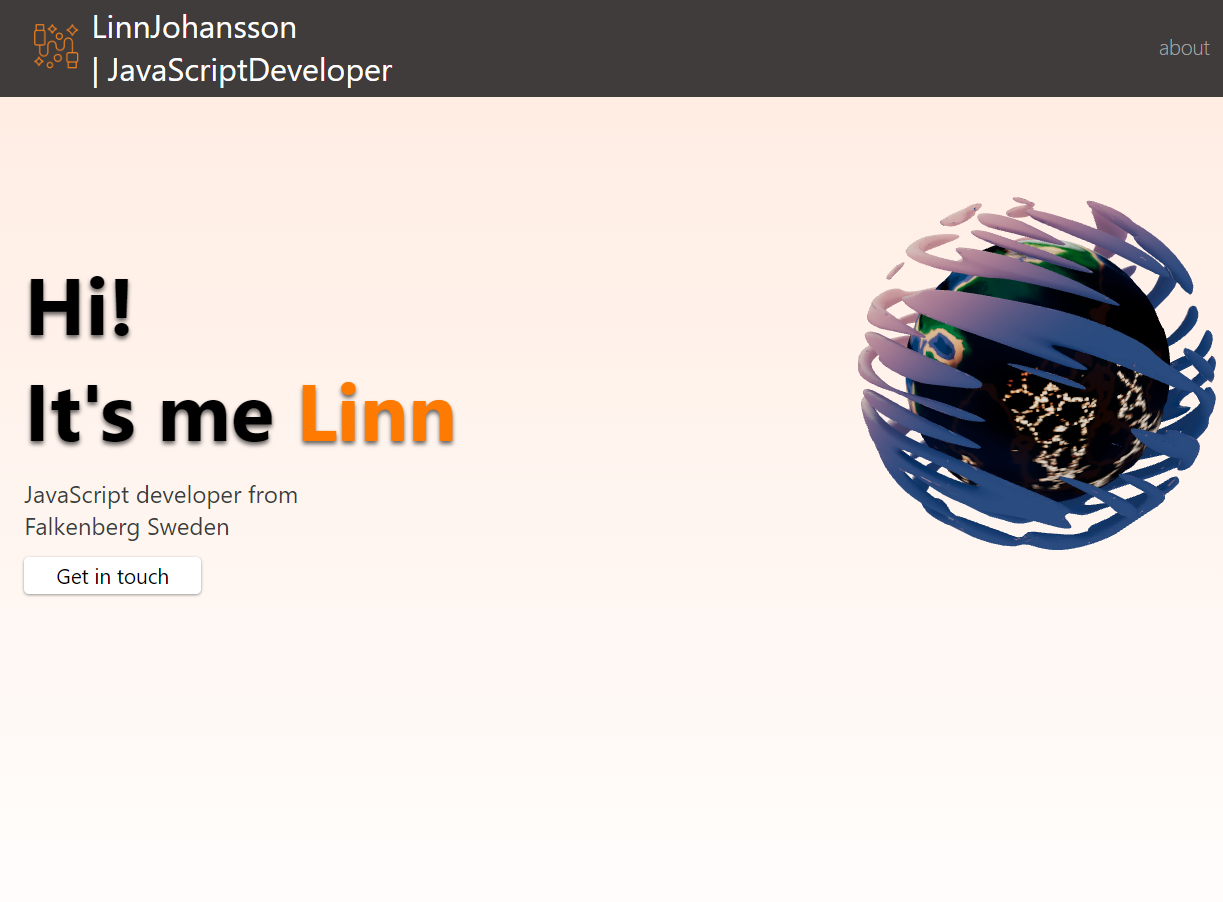 LinnJohansson
| JavaScriptDeveloper
about
Hi!
It's me Linn
JavaScript developer from
Falkenberg Sweden
Get in touch